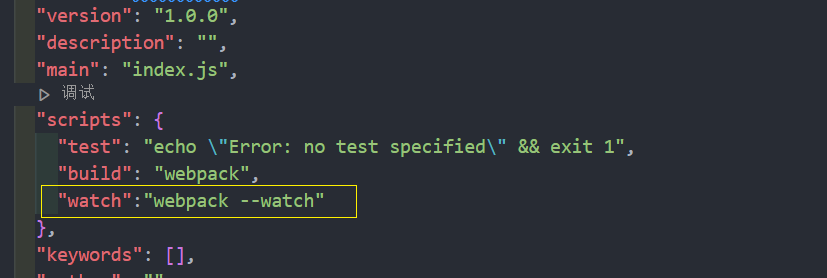 "version": "1.0.0",
"description": "",
"main": "index.js",
调试
"scripts": {
"test": "echo \"Error: no test specified\" && exit 1",
"build": "webpack",
"watch":"webpack --watch"
},
"keywords": [],